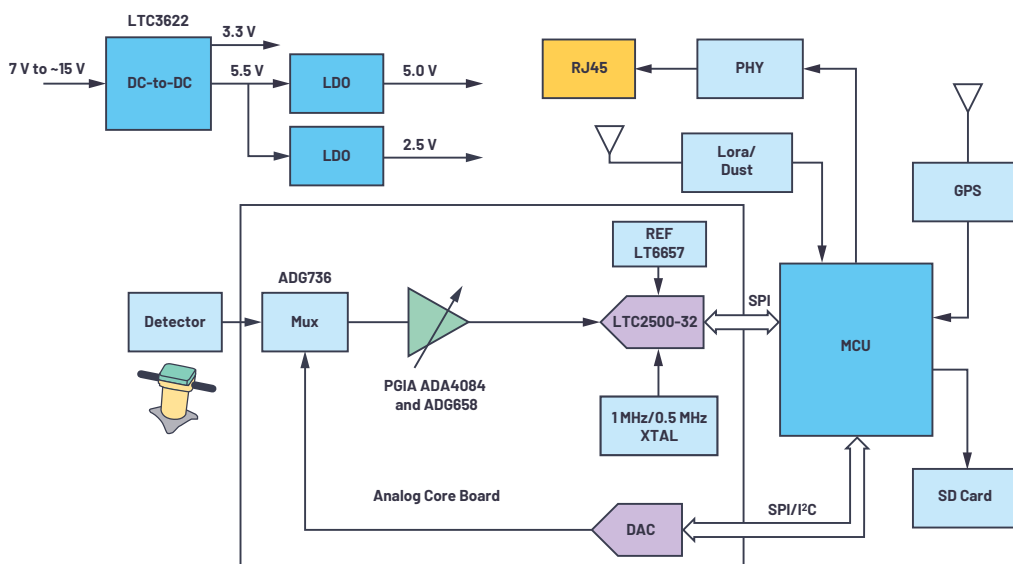 LTC3622
7 V to ~15 V
DC-to-DC
3.3 V
5.5 V
LDO
5.0 V
LDO
2.5 V
RJ45
PHY
Lora/
Dust
GPS
REF
LT6657
ADG736
Detector
Mux
LTC2500-32
SPI
MCU
PGIA ADA4084
and ADG658
1 MHz/0.5 MHz
XTAL
Analog Core Board
DAC
SPI/I²C
SD Card